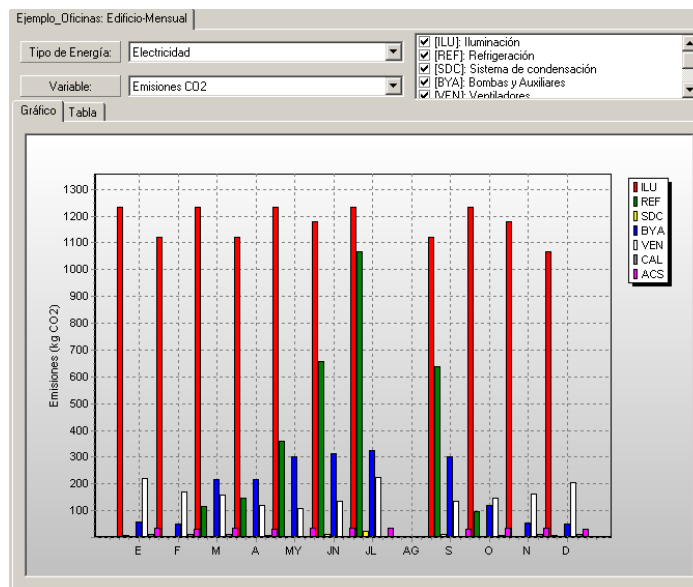 Ejemplo_Oficinas: Edificio-Mensual
Tipo de Energía:
Electricidad
Variable:
Emisiones CO2
[ILU]: Iluminación
[REF]: Refrigeración
[SDC]: Sistema de condensación
[BYA]: Bombas y Auxiliares
[VEN]: Ventiladores
Gráfico
Tabla
1300
1200
1100
1000
900
800
700
600
500
400
300
200
100
Emisiones (kg CO2)
E F M A MY JN JL AG S O N D
ILU
REF
SDC
BYA
VEN
CAL
ACS